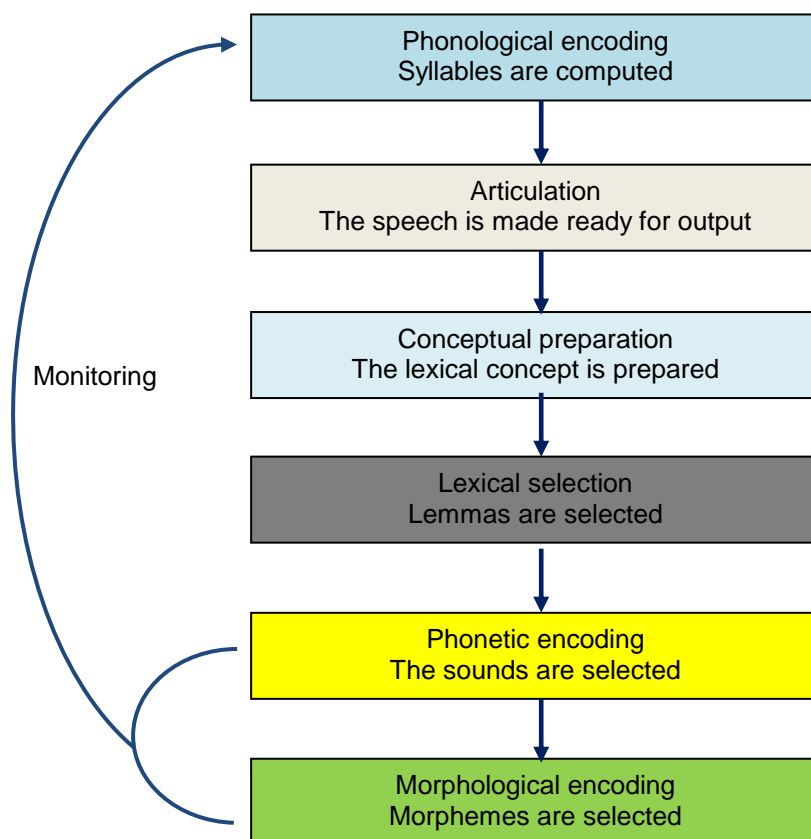 Phonological encoding
Syllables are computed
Articulation
The speech is made ready for output
Conceptual preparation
The lexical concept is prepared
Monitoring
Lexical selection
Lemmas are selected
Phonetic encoding
The sounds are selected
Morphological encoding
Morphemes are selected